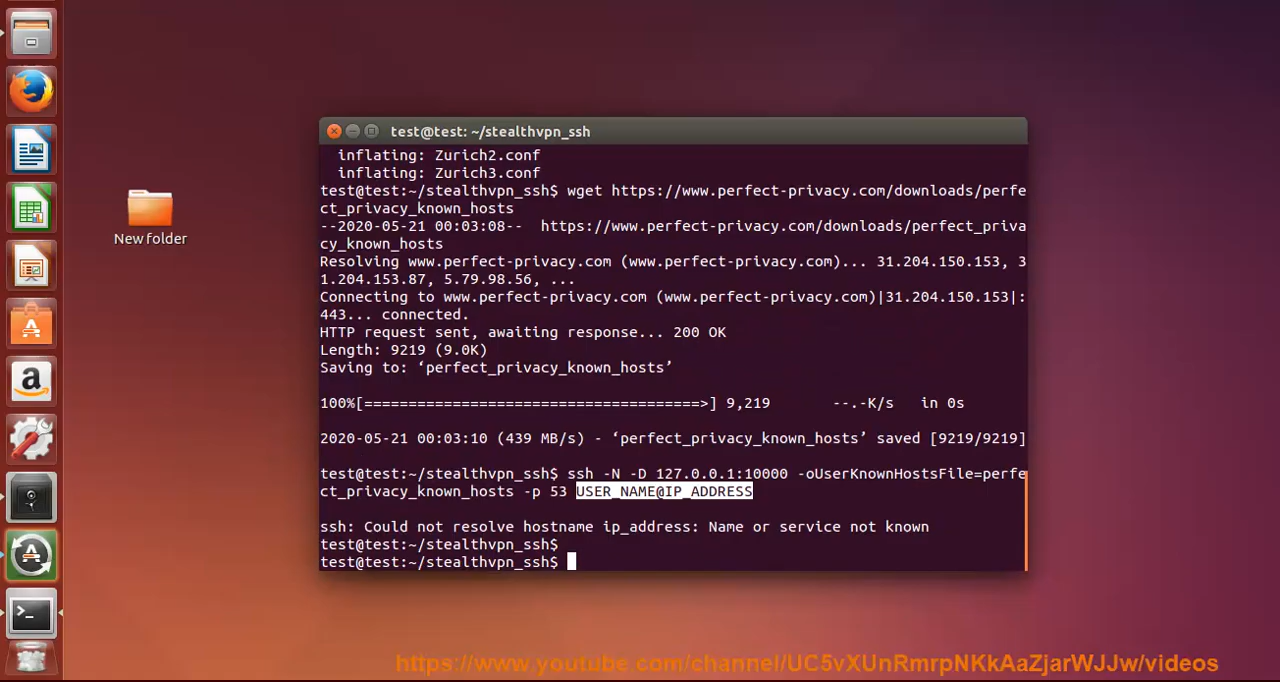 test@test: ~/stealthvpn_ssh
inflating: Zurich2.conf
inflating: Zurich3.conf
test@test:~/stealthvpn_ssh$ wget https://www.perfect-privacy.com/downloads/perfe
ct_privacy_known_hosts
--2020-05-21 00:03:08-- https://www.perfect-privacy.com/downloads/perfect_priva
cy_known_hosts
Resolving www.perfect-privacy.com (www.perfect-privacy.com)... 31.204.150.153, 3
1.204.153.87, 5.79.98.56, ...
Connecting to www.perfect-privacy.com (www.perfect-privacy.com)|31.204.150.153|:
443... connected.
HTTP request sent, awaiting response... 200 OK
Length: 9219 (9.0K)
Saving to: ‘perfect_privacy_known_hosts’
100%[======================================>] 9,219 --.-K/s in 0s
2020-05-21 00:03:10 (439 MB/s) - ‘perfect_privacy_known_hosts’ saved [9219/9219]
test@test:~/stealthvpn_ssh$ ssh -N -D 127.0.0.1:10000 -oUserKnownHostsFile=perfe
ct_privacy_known_hosts -p 53 USER_NAME@IP_ADDRESS
ssh: Could not resolve hostname ip_address: Name or service not known
test@test:~/stealthvpn_ssh$
test@test:~/stealthvpn_ssh$
New folder
https://www.youtube.com/channel/UC5vXUnRmrpNKkAaZjarWJJw/videos